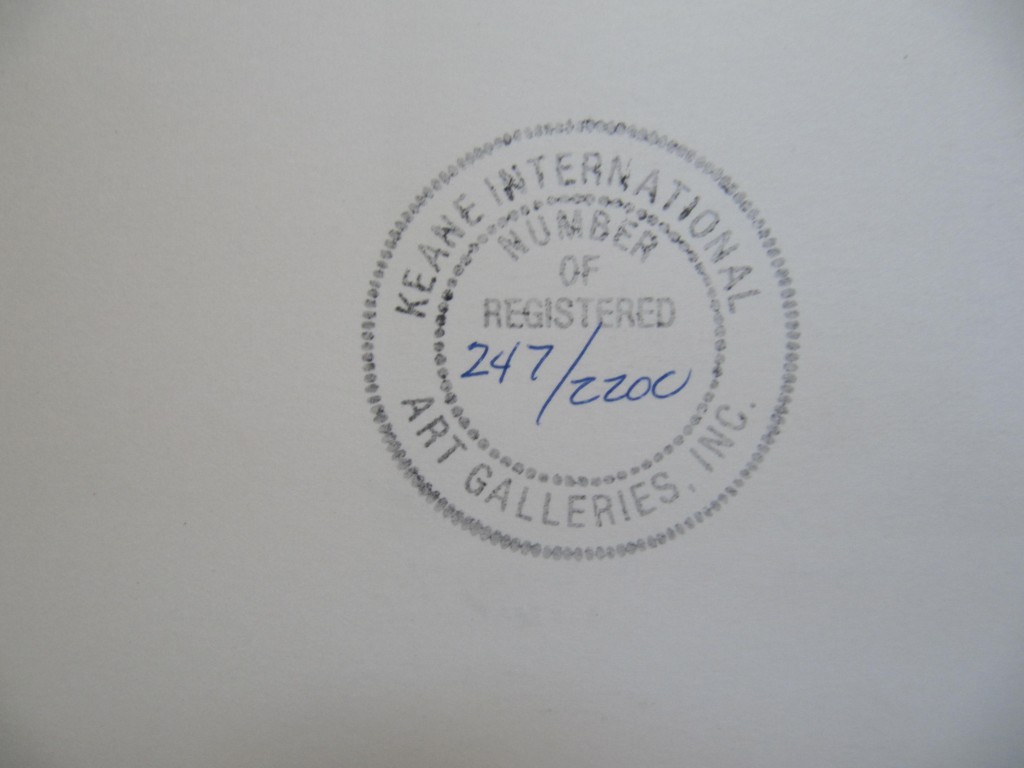 KEANE INTERNATIONAL
NUMBER
OF
REGISTERED
247/2200
ART GALLERIES, INC.